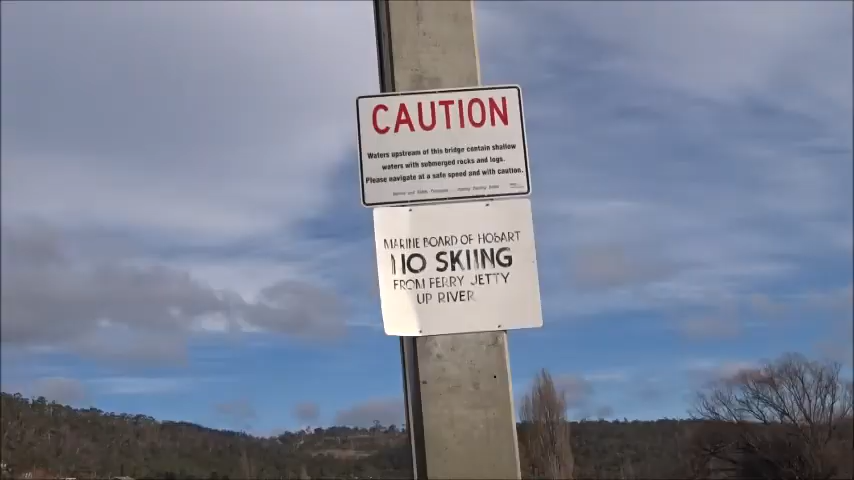 CAUTION
Waters upstream of this bridge contain shallow
waters with submerged rocks and logs.
Please navigate at a safe speed and with caution.
MARINE BOARD OF HOBART
NO SKIING
FROM FERRY JETTY
UP RIVER